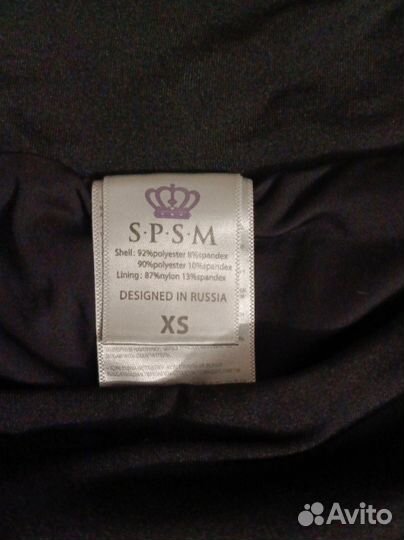 S·P·S·M
Shell : 92%polyester 8%spandex
90%polyester 10%spandex
Lining : 87%nylon 13%spandex
DESIGNED IN RUSSIA
XS
Avito